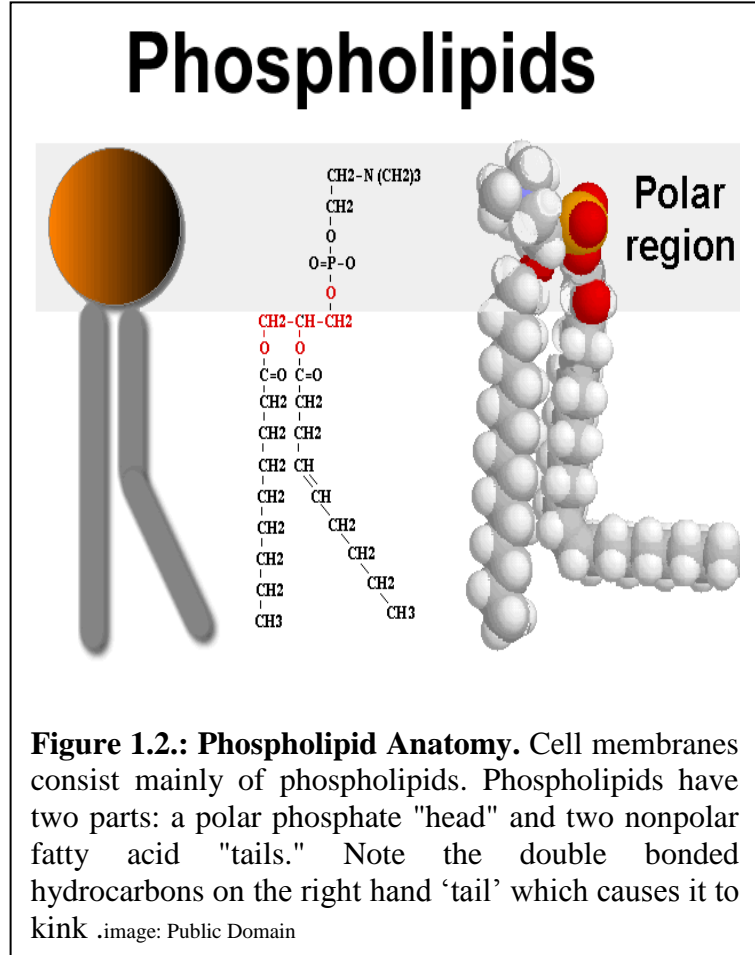 Phospholipids
CH2-N (CH2)3
CH2
O
O=P-O
O
CH2-CH-CH2
O O
C=O C=O
CH2 CH2
CH2 CH2
CH2 CH
CH2 CH
CH2 CH2
CH2 CH2
CH2 CH2
CH3 CH3
Polar
region
Figure 1.2.: Phospholipid Anatomy. Cell membranes
consist mainly of phospholipids. Phospholipids have
two parts: a polar phosphate "head" and two nonpolar
fatty acid "tails." Note the double bonded
hydrocarbons on the right hand ‘tail’ which causes it to
kink .image: Public Domain